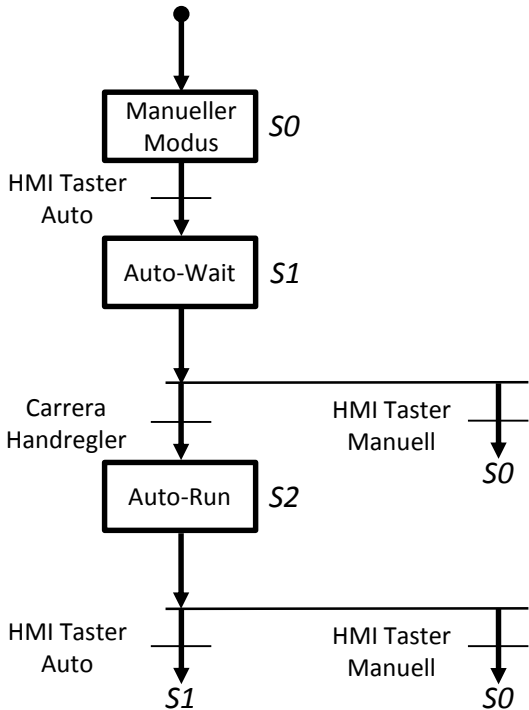 Manueller
Modus
S0
HMI Taster
Auto
Auto-Wait
S1
Carrera
Handregler
HMI Taster
Manuell
S0
Auto-Run
S2
HMI Taster
Auto
S1
HMI Taster
Manuell
S0